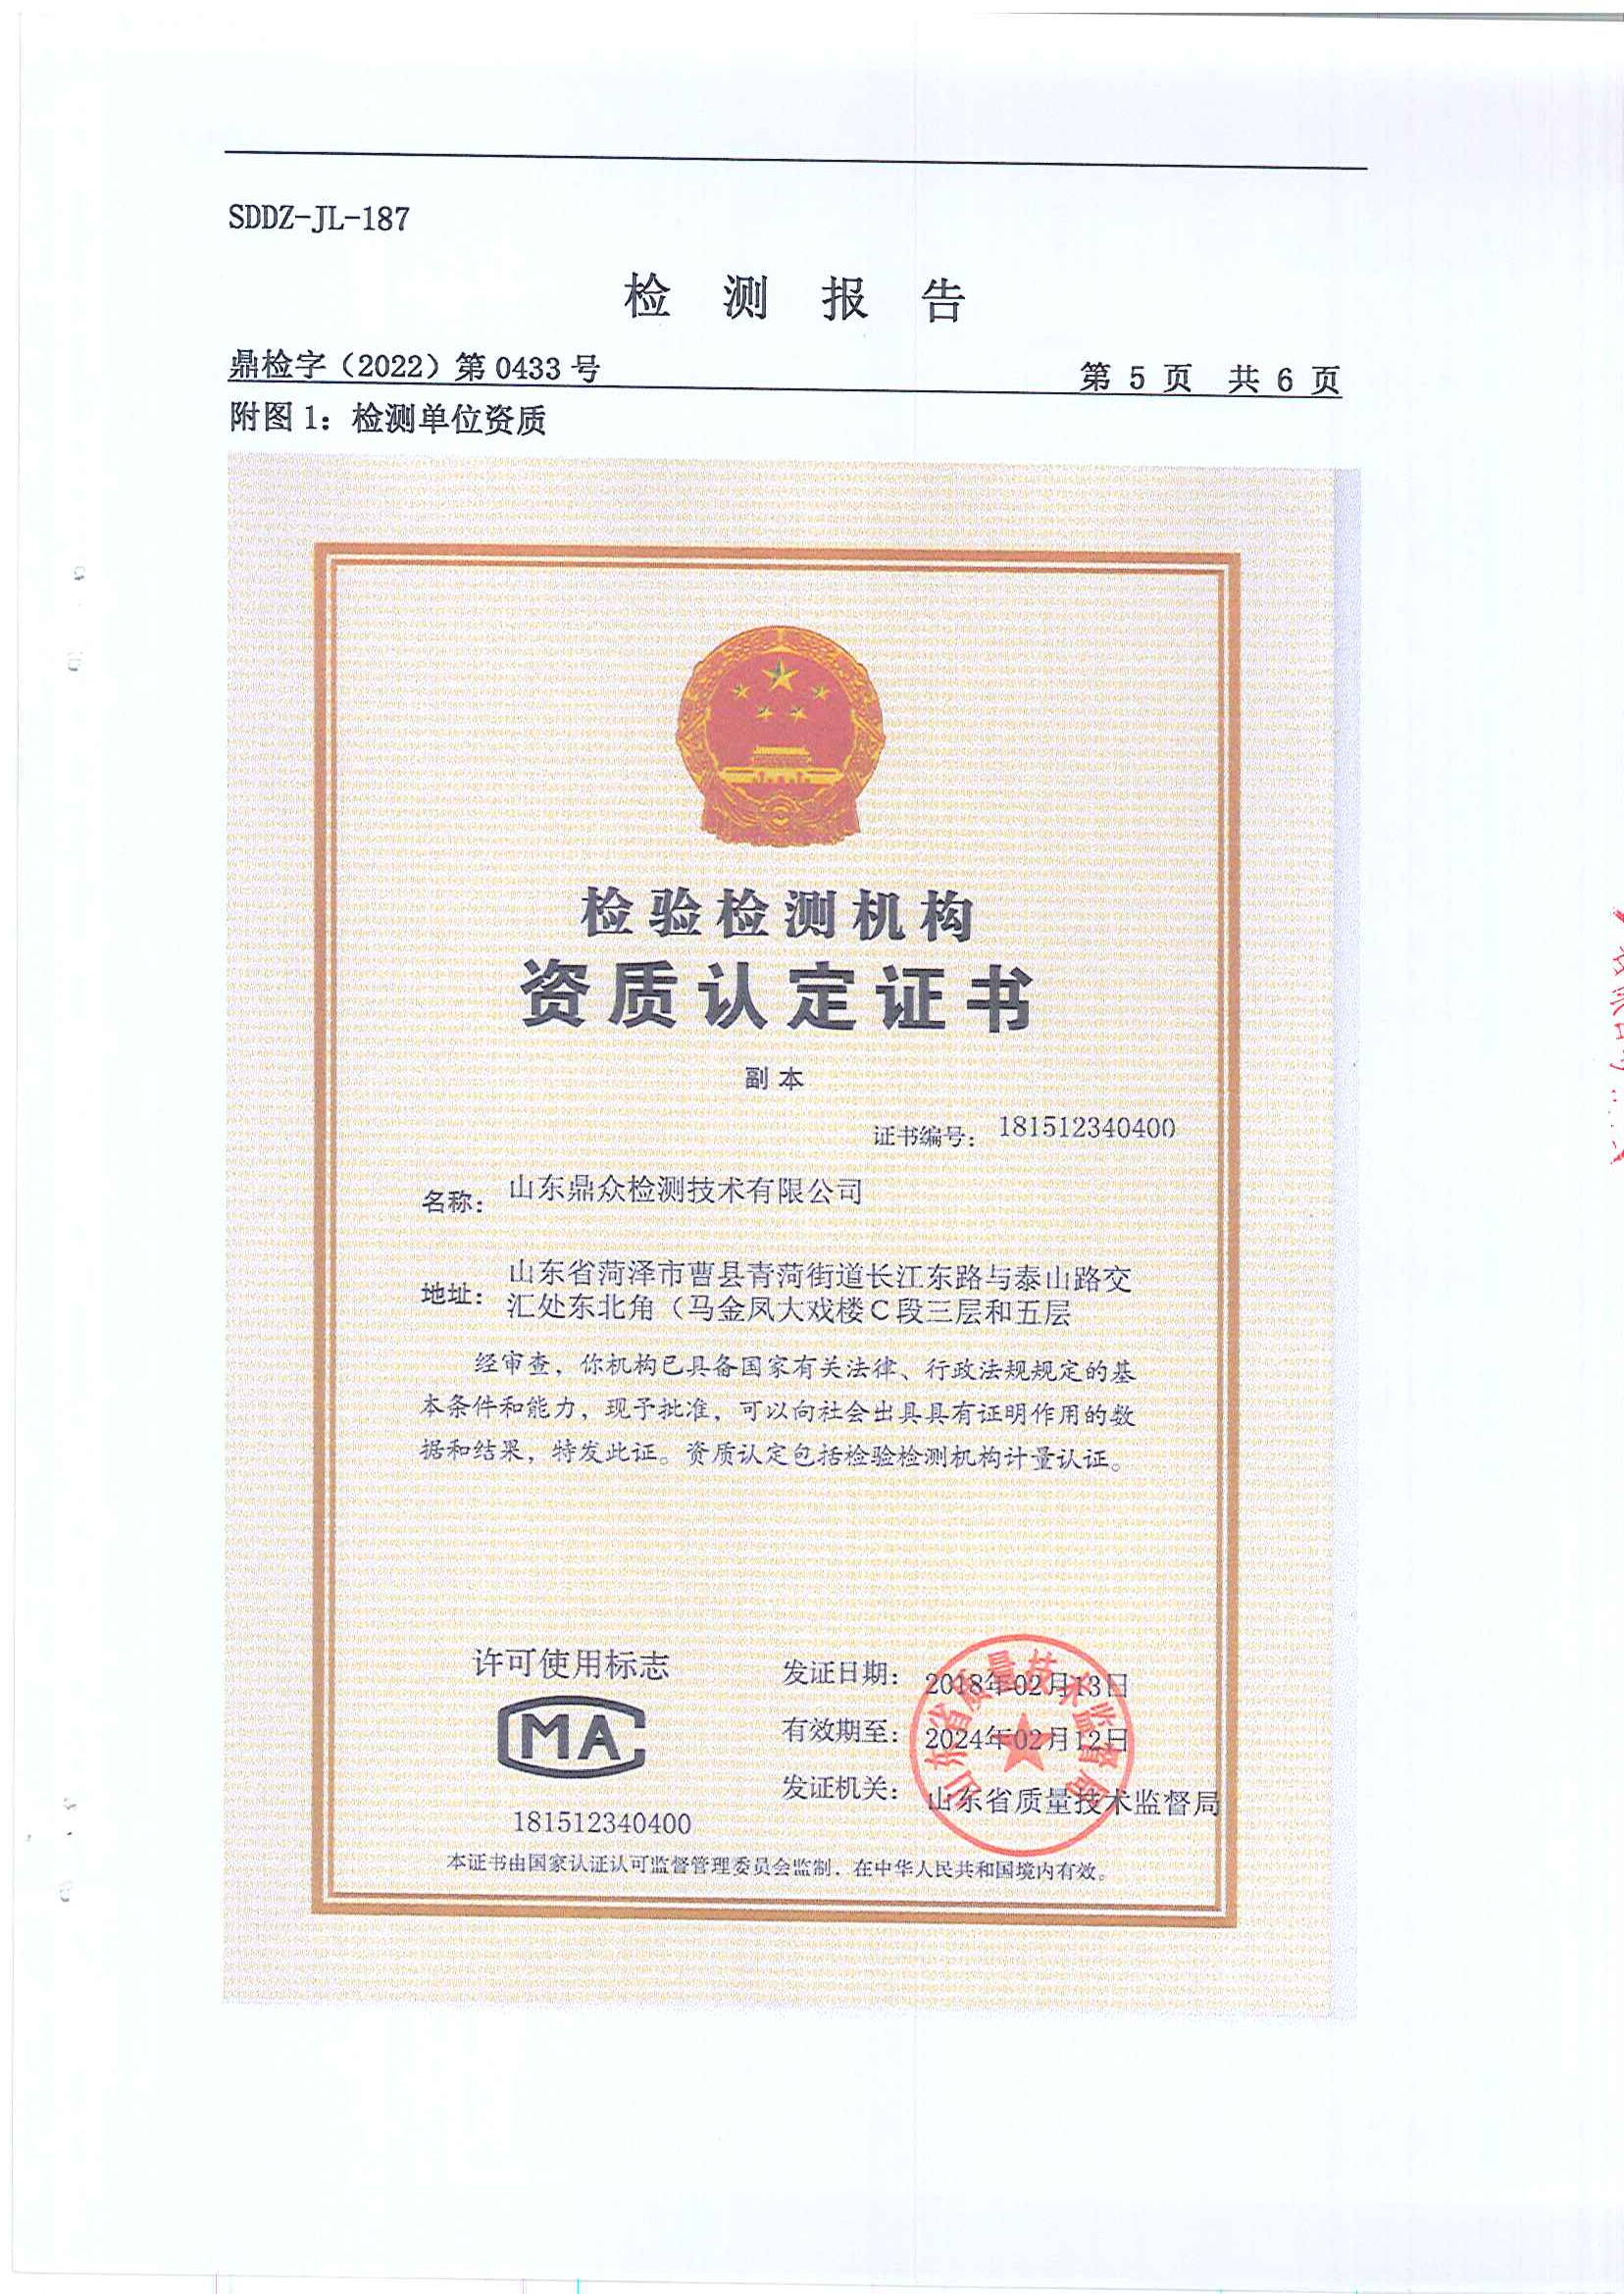 SDDZ-JL-187
检 测 报 告
鼎检字（2022）第 0433 号
第 5 页 共 6 页
附图 1：检测单位资质
检验检测机构
资质认定证书
副 本
证书编号： 181512340400
名称： 山东鼎众检测技术有限公司
地址： 山东省菏泽市曹县青菏街道长江东路与泰山路交
汇处东北角（马金凤大戏楼C段三层和五层
经审查，你机构已具备国家有关法律、行政法规规定的基
本条件和能力，现予批准，可以向社会出具具有证明作用的数
据和结果，特发此证。资质认定包括检验检测机构计量认证。
许可使用标志
MA
181512340400
发证日期： 2018年02月13日
有效期至： 2024年02月12日
发证机关： 山东省质量技术监督局
山东省质量技术监督局
本证书由国家认证认可监督管理委员会监制，在中华人民共和国境内有效。